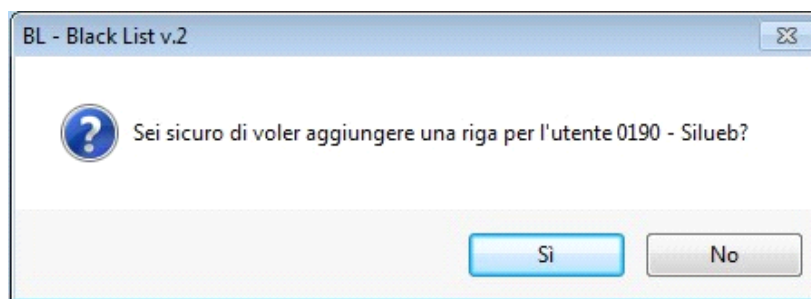 BL - Black List v.2
Sei sicuro di voler aggiungere una riga per l'utente 0190 - Silueb?
Sì
No